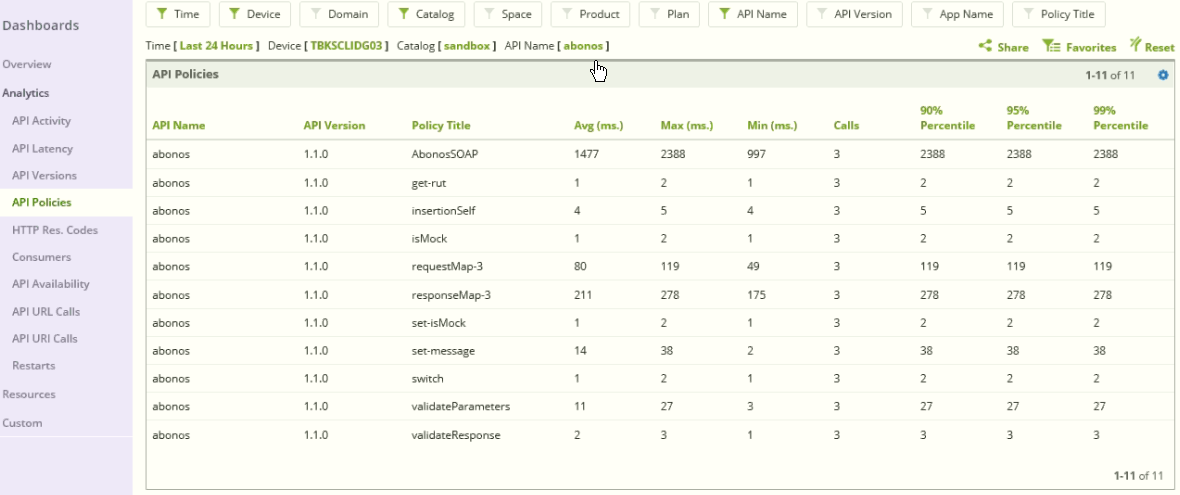 Dashboards
Overview
Analytics
API Activity
API Latency
API Versions
API Policies
HTTP Res. Codes
Consumers
API Availability
API URL Calls
API URI Calls
Restarts
Resources
Custom
Time Device Domain Catalog Space Product Plan API Name API Version App Name Policy Title
Time [ Last 24 Hours ] Device [ TBKSCLIDG03 ] Catalog [ sandbox ] API Name [ abonos ] Share Favorites Reset
API Policies 1-11 of 11
API Name API Version Policy Title Avg (ms.) Max (ms.) Min (ms.) Calls 90% Percentile 95% Percentile 99% Percentile
abonos 1.1.0 AbonosSOAP 1477 2388 997 3 2388 2388 2388
abonos 1.1.0 get-rut 1 2 1 3 2 2 2
abonos 1.1.0 insertionSelf 4 5 4 3 5 5 5
abonos 1.1.0 isMock 1 2 1 3 2 2 2
abonos 1.1.0 requestMap-3 80 119 49 3 119 119 119
abonos 1.1.0 responseMap-3 211 278 175 3 278 278 278
abonos 1.1.0 set-isMock 1 2 1 3 2 2 2
abonos 1.1.0 set-message 14 38 2 3 38 38 38
abonos 1.1.0 switch 1 2 1 3 2 2 2
abonos 1.1.0 validateParameters 11 27 3 3 27 27 27
abonos 1.1.0 validateResponse 2 3 1 3 3 3 3
1-11 of 11